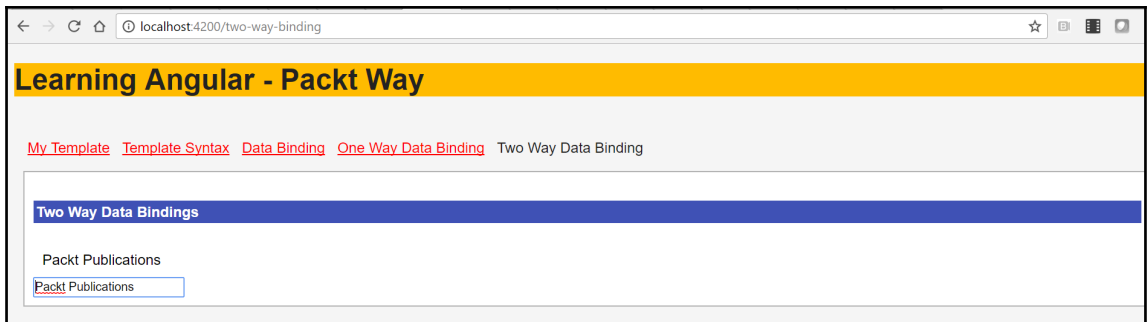 localhost:4200/two-way-binding
Learning Angular - Packt Way
My Template Template Syntax Data Binding One Way Data Binding Two Way Data Binding
Two Way Data Bindings
Packt Publications
Packt Publications